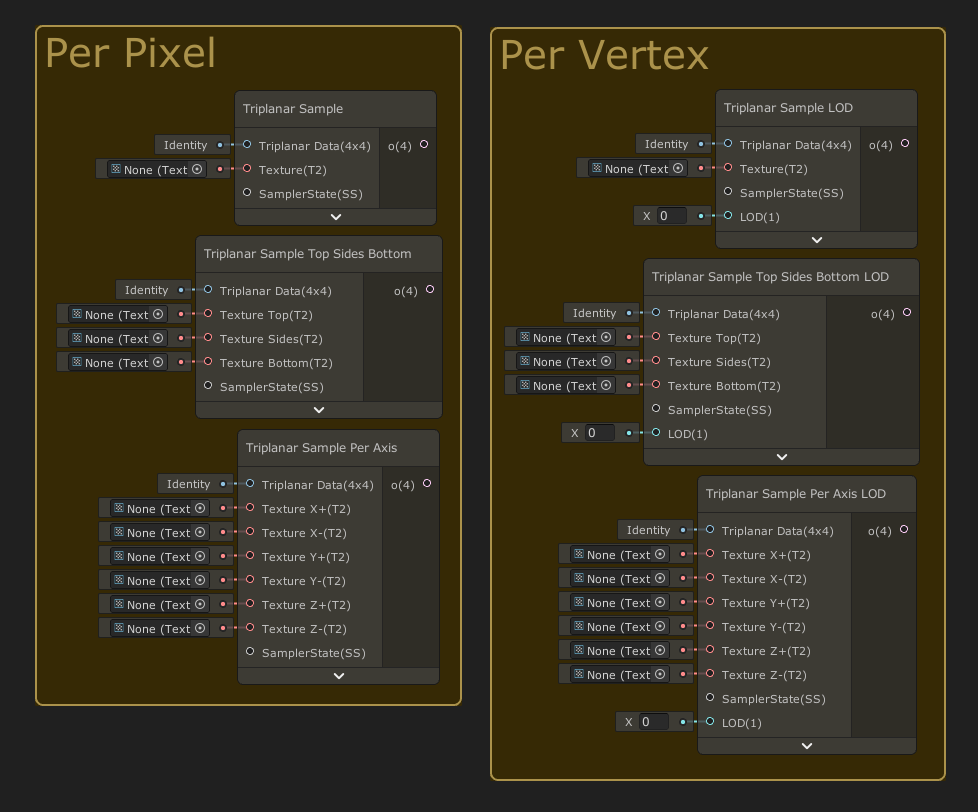 Per Pixel
Triplanar Sample
Identity
Triplanar Data(4x4)
o(4)
None (Text
Texture(T2)
SamplerState(SS)
Triplanar Sample Top Sides Bottom
Identity
Triplanar Data(4x4)
o(4)
None (Text
Texture Top(T2)
None (Text
Texture Sides(T2)
None (Text
Texture Bottom(T2)
SamplerState(SS)
Triplanar Sample Per Axis
Identity
Triplanar Data(4x4)
o(4)
None (Text
Texture X+(T2)
None (Text
Texture X-(T2)
None (Text
Texture Y+(T2)
None (Text
Texture Y-(T2)
None (Text
Texture Z+(T2)
None (Text
Texture Z-(T2)
SamplerState(SS)
Per Vertex
Triplanar Sample LOD
Identity
Triplanar Data(4x4)
o(4)
None (Text
Texture(T2)
SamplerState(SS)
X 0
LOD(1)
Triplanar Sample Top Sides Bottom LOD
Identity
Triplanar Data(4x4)
o(4)
None (Text
Texture Top(T2)
None (Text
Texture Sides(T2)
None (Text
Texture Bottom(T2)
SamplerState(SS)
X 0
LOD(1)
Triplanar Sample Per Axis LOD
Identity
Triplanar Data(4x4)
o(4)
None (Text
Texture X+(T2)
None (Text
Texture X-(T2)
None (Text
Texture Y+(T2)
None (Text
Texture Y-(T2)
None (Text
Texture Z+(T2)
None (Text
Texture Z-(T2)
SamplerState(SS)
X 0
LOD(1)